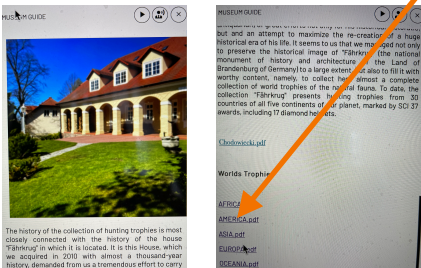 MUSEUM GUIDE
The history of the collection of hunting trophies is most
closely connected with the history of the house
"Fährkrug" in which it is located. It is this House, which
we acquired in 2010 with almost a thousand-year
history, demanded from us a tremendous effort to carry
MUSEUM GUIDE
but and an attempt to maximize the re-creation of a huge
historical era of his life. It seems to us that we managed not only
to preserve the historical image of "Fährkrug" (the national
monument of history and architecture the Land of
Brandenburg of Germany) to a large extent, but also to fill it with
worthy content, namely, to collect here almost a complete
collection of world trophies of the natural fauna. To date, the
collection "Fährkrug" presents hunting trophies from 30
countries of all five continents of our planet, marked by SCI 37
awards, including 17 diamond helmets.
Chodowiecki.pdf
Worlds Trophies
AFRICA
AMERICA.pdf
ASIA.pdf
EUROPA.pdf
OCEANIA.pdf